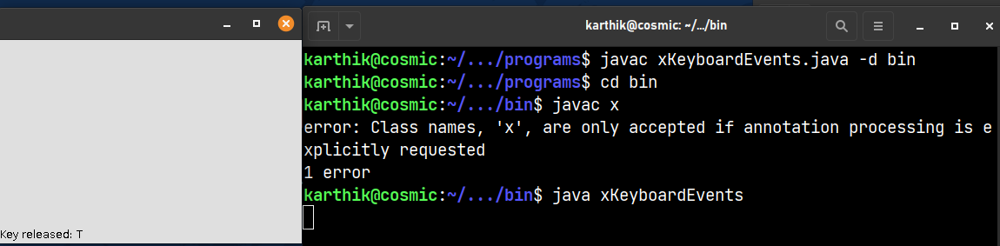 karthik@cosmic: ~/.../bin
karthik@cosmic:~/.../programs$ javac xKeyboardEvents.java -d bin
karthik@cosmic:~/.../programs$ cd bin
karthik@cosmic:~/.../bin$ javac x
error: Class names, 'x', are only accepted if annotation processing is e
xplicitly requested
1 error
karthik@cosmic:~/.../bin$ java xKeyboardEvents
Key released: T